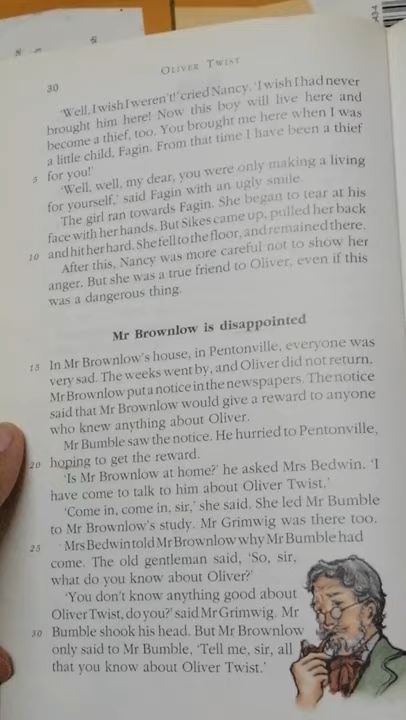 30
OLIVER TWIST
'Well, I wish I weren't!' cried Nancy. 'I wish I had never
brought him here! Now this boy will live here and
become a thief, too. You brought me here when I was
a little child, Fagin. From that time I have been a thief
5 for you!'
'Well, well, my dear, you were only making a living
for yourself,' said Fagin with an ugly smile.
The girl ran towards Fagin. She began to tear at his
face with her hands. But Sikes came up, pulled her back
10 and hit her hard. She fell to the floor, and remained there.
After this, Nancy was more careful not to show her
anger. But she was a true friend to Oliver, even if this
was a dangerous thing.
Mr Brownlow is disappointed
15 In Mr Brownlow's house, in Pentonville, everyone was
very sad. The weeks went by, and Oliver did not return.
Mr Brownlow put a notice in the newspapers. The notice
said that Mr Brownlow would give a reward to anyone
who knew anything about Oliver.
Mr Bumble saw the notice. He hurried to Pentonville,
20 hoping to get the reward.
'Is Mr Brownlow at home?' he asked Mrs Bedwin. 'I
have come to talk to him about Oliver Twist.'
'Come in, come in, sir,' she said. She led Mr Bumble
to Mr Brownlow's study. Mr Grimwig was there too.
25 Mrs Bedwin told Mr Brownlow why Mr Bumble had
come. The old gentleman said, 'So, sir,
what do you know about Oliver?'
'You don't know anything good about
Oliver Twist, do you?' said Mr Grimwig. Mr
30 Bumble shook his head. But Mr Brownlow
only said to Mr Bumble, 'Tell me, sir, all
that you know about Oliver Twist.'